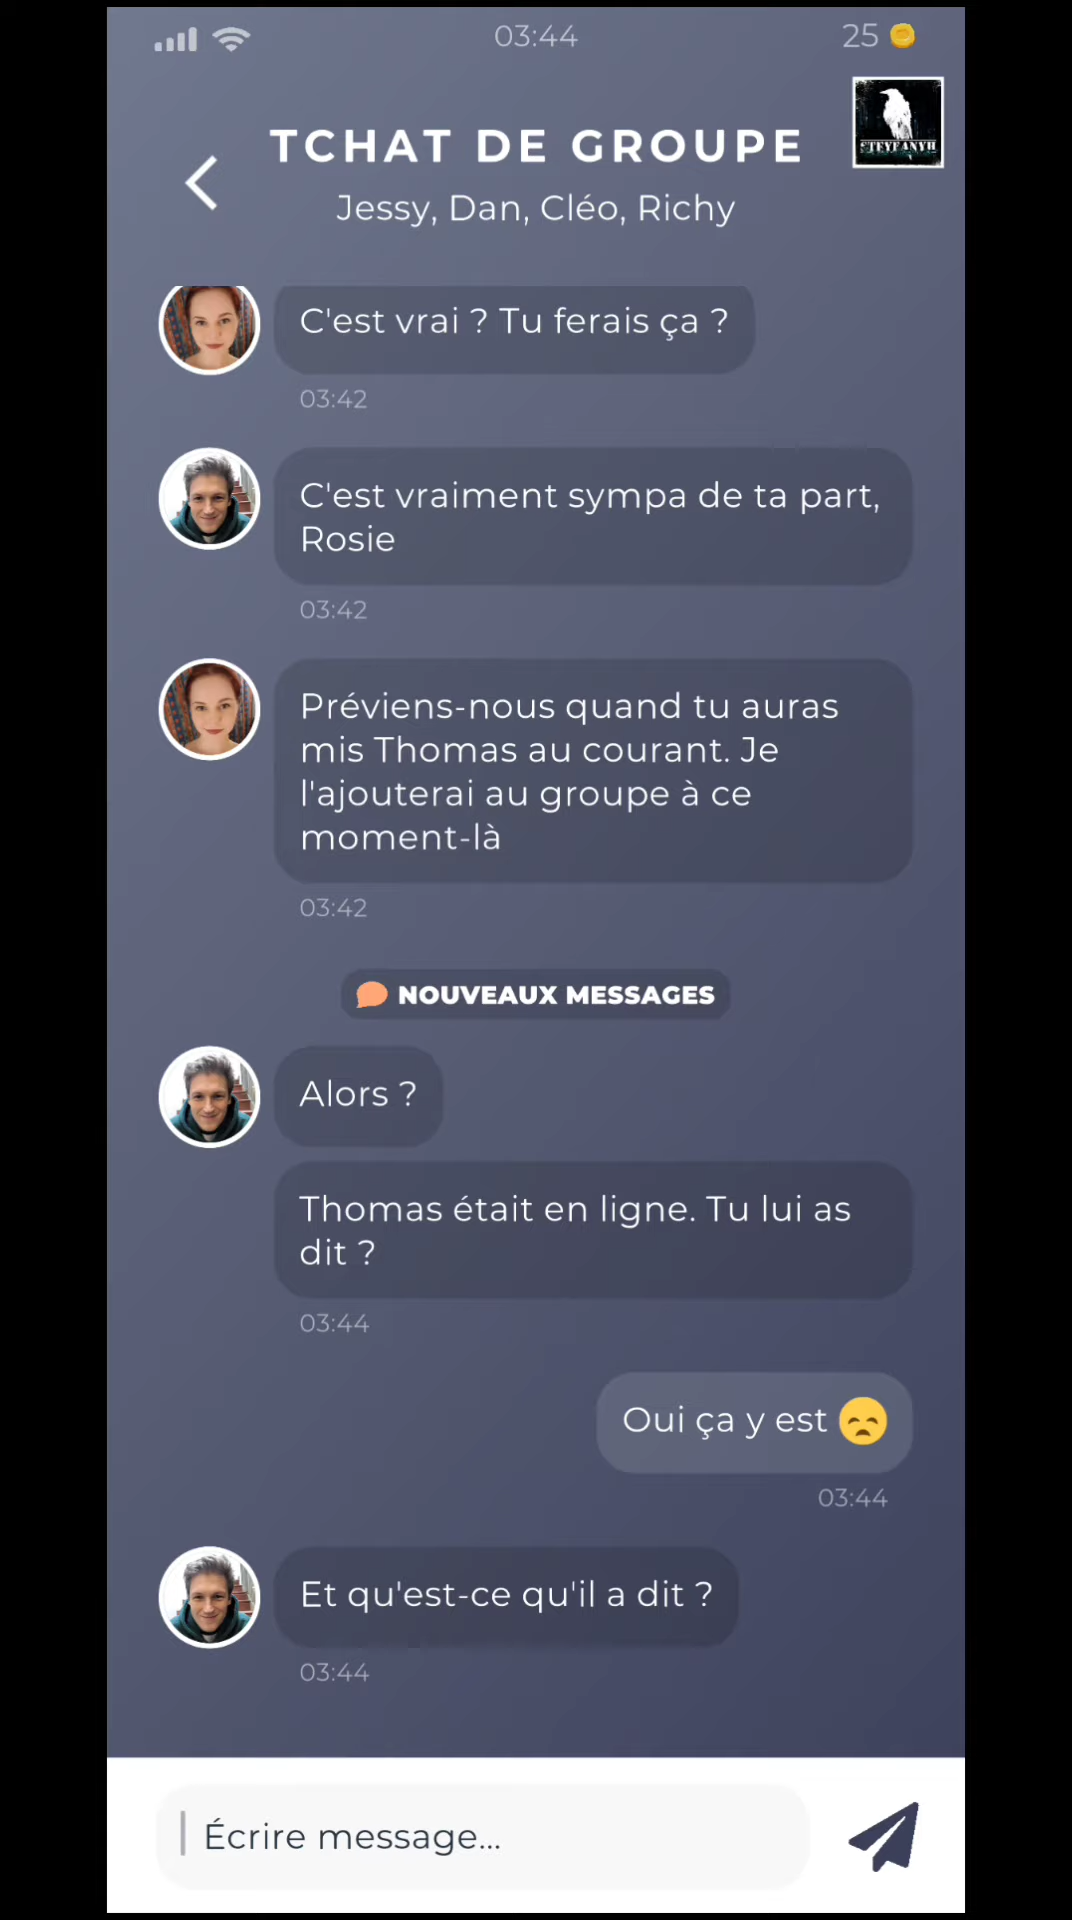 03:44
25
STEYFANYH
TCHAT DE GROUPE
Jessy, Dan, Cléo, Richy
C'est vrai ? Tu ferais ça ?
03:42
C'est vraiment sympa de ta part,
Rosie
03:42
Préviens-nous quand tu auras
mis Thomas au courant. Je
l'ajouterai au groupe à ce
moment-là
03:42
NOUVEAUX MESSAGES
Alors ?
Thomas était en ligne. Tu lui as
dit ?
03:44
Oui ça y est 😞
03:44
Et qu'est-ce qu'il a dit ?
03:44
Écrire message...